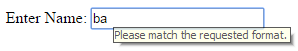 Enter Name: ba
Please match the requested format.